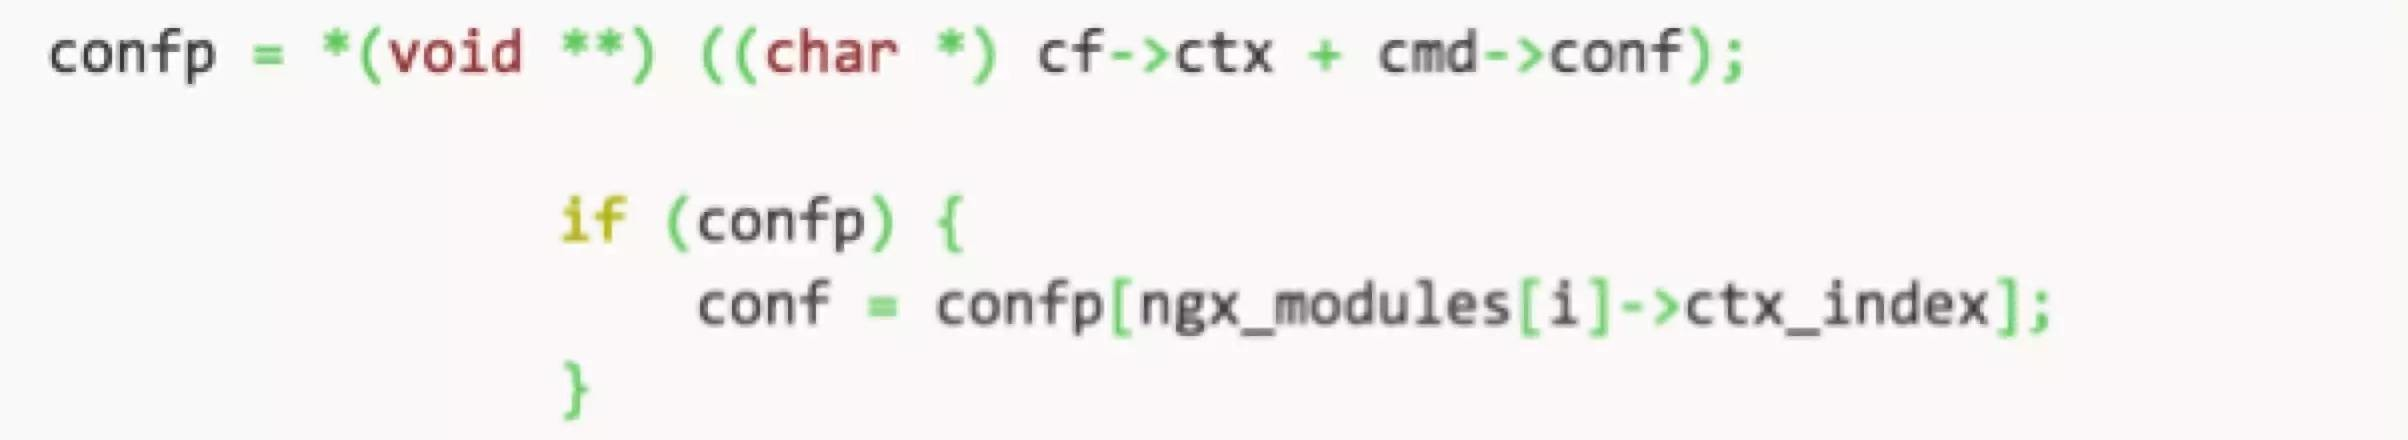 confp = *(void **) ((char *) cf->ctx + cmd->conf);
if (confp) {
conf = confp[ngx_modules[i]->ctx_index];
}